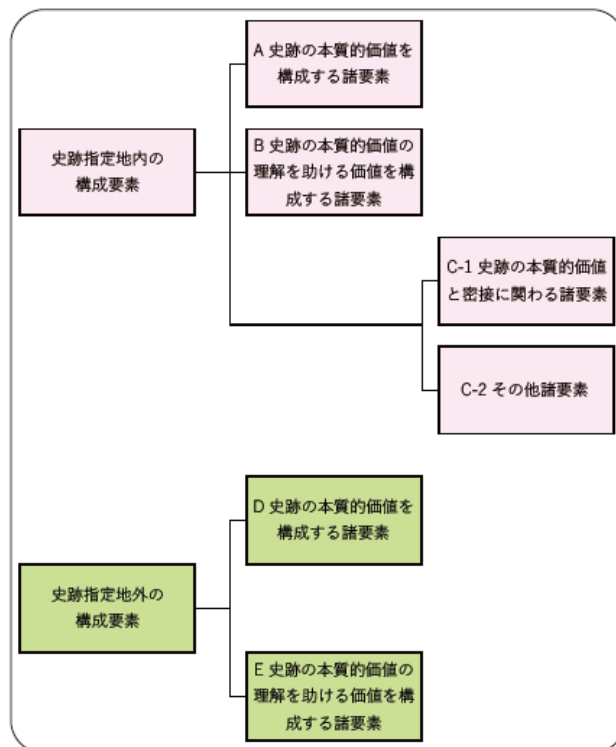 A 史跡の本質的価値を
構成する諸要素
史跡指定地内の
構成要素
B 史跡の本質的価値の
理解を助ける価値を構
成する諸要素
C-1 史跡の本質的価値
と密接に関わる諸要素
C-2 その他諸要素
D 史跡の本質的価値を
構成する諸要素
史跡指定地外の
構成要素
E 史跡の本質的価値の
理解を助ける価値を構
成する諸要素